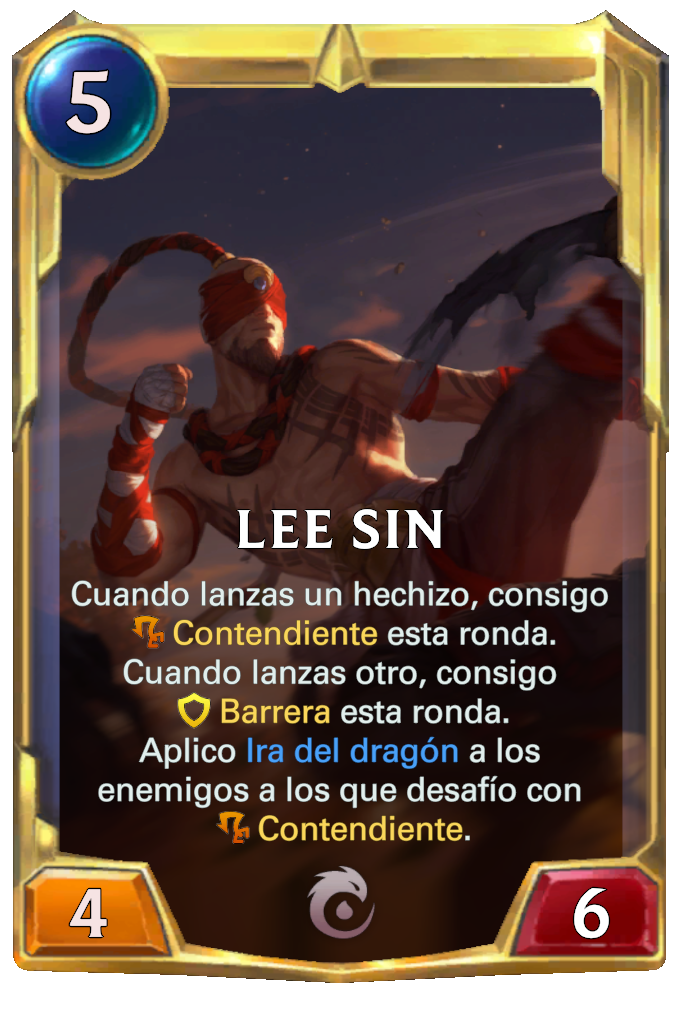 5
LEE SIN
Cuando lanzas un hechizo, consigo
Contendiente esta ronda.
Cuando lanzas otro, consigo
Barrera esta ronda.
Aplico Ira del dragón a los
enemigos a los que desafío con
Contendiente.
4
6